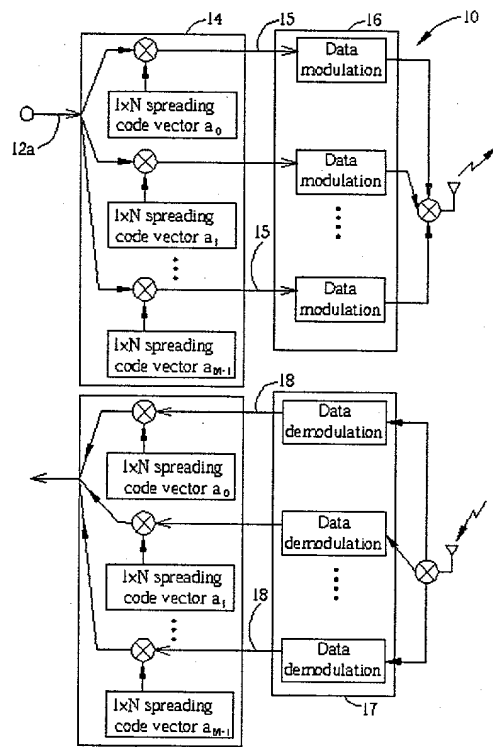 14
15
16
10
Data
modulation
1×N spreading
code vector a0
12a
Data
modulation
1×N spreading
code vector a1
15
Data
modulation
1×N spreading
code vector aM-1
18
Data
demodulation
1×N spreading
code vector a0
Data
demodulation
1×N spreading
code vector a1
18
Data
demodulation
1×N spreading
code vector aM-1
17